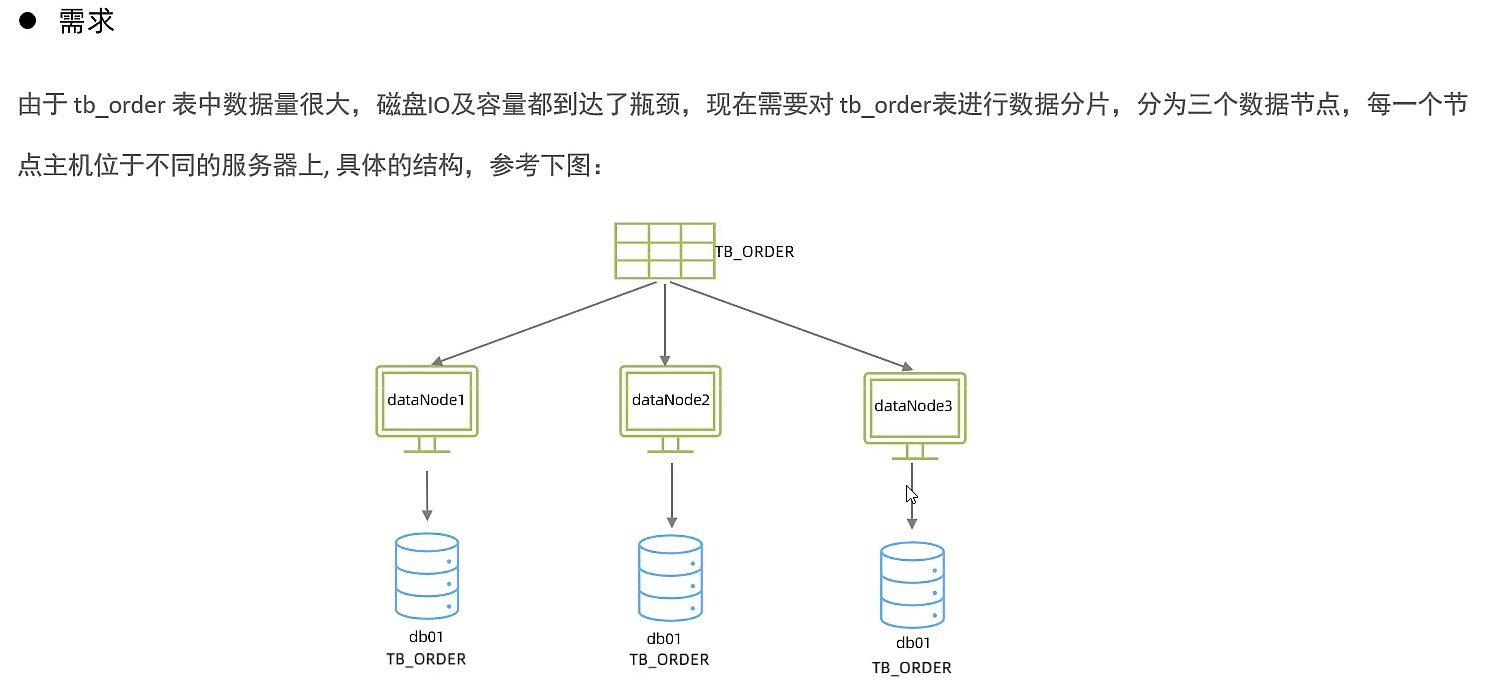 ● 需求
由于 tb_order 表中数据量很大，磁盘IO及容量都到达了瓶颈，现在需要对 tb_order表进行数据分片，分为三个数据节点，每一个节
点主机位于不同的服务器上, 具体的结构，参考下图：
TB_ORDER
dataNode1 dataNode2 dataNode3
db01 db01 db01
TB_ORDER TB_ORDER TB_ORDER